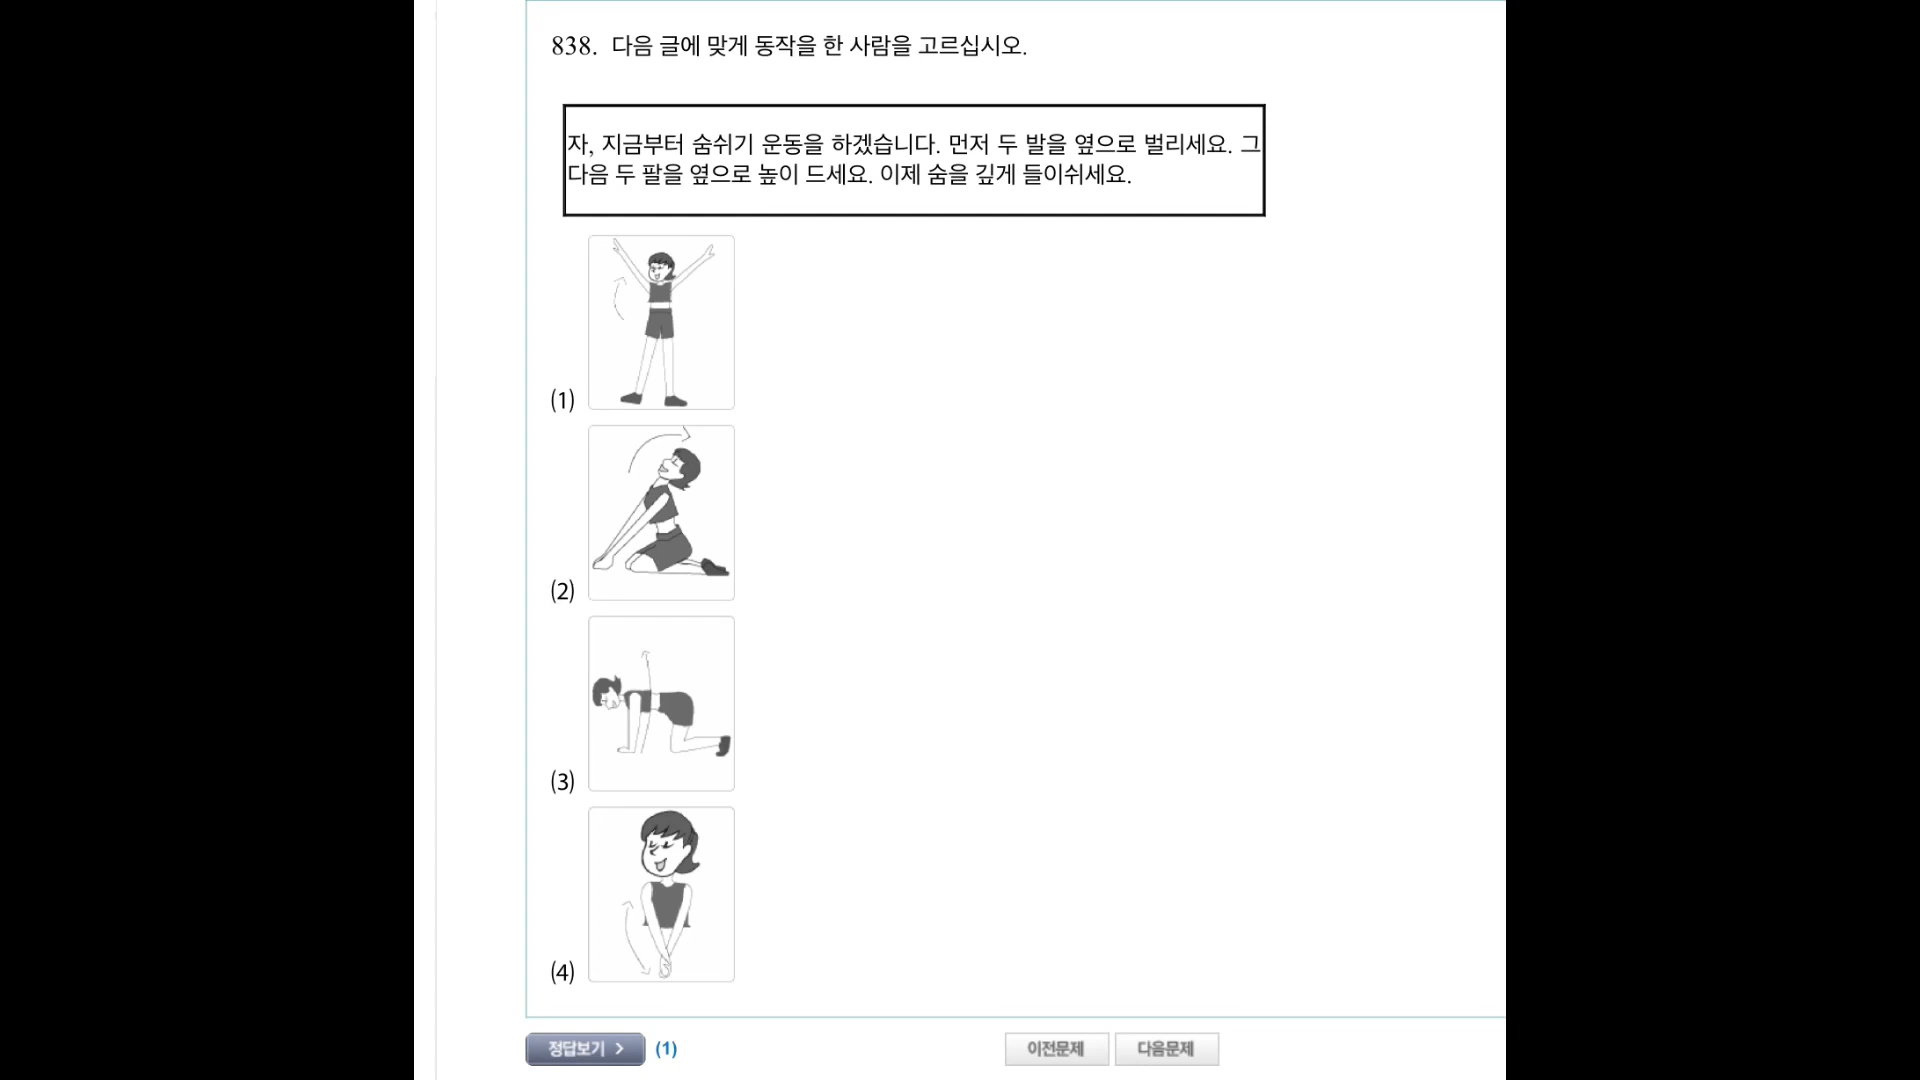 838. 다음 글에 맞게 동작을 한 사람을 고르십시오.
자, 지금부터 숨쉬기 운동을 하겠습니다. 먼저 두 발을 옆으로 벌리세요. 그
다음 두 팔을 옆으로 높이 드세요. 이제 숨을 깊게 들이쉬세요.
(1)
(2)
(3)
(4)
정답보기 > (1) 이전문제 다음문제